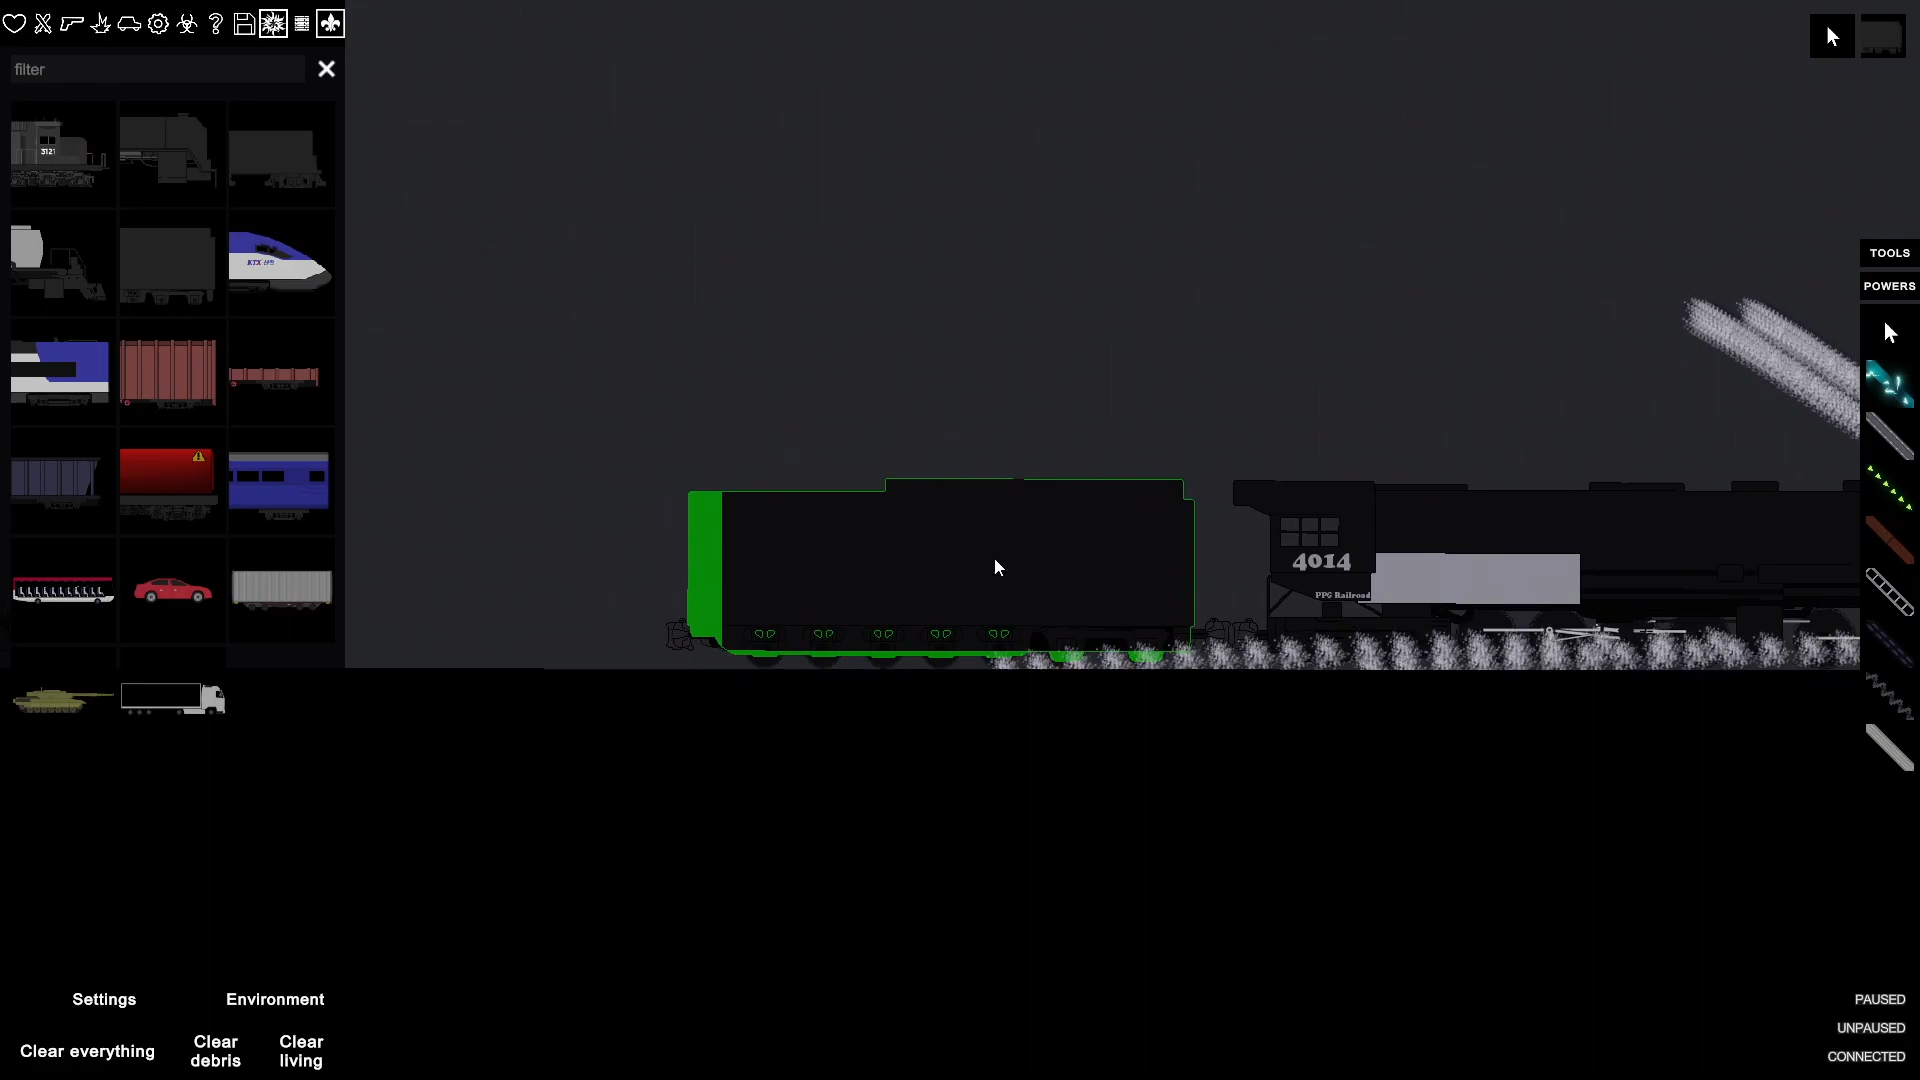 filter
3121
KTX
TOOLS
POWERS
4014
PPG Railroad
Settings
Environment
Clear everything
Clear
debris
Clear
living
PAUSED
UNPAUSED
CONNECTED